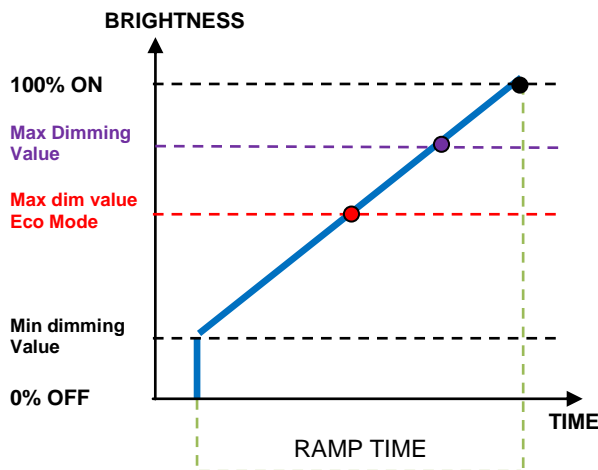 BRIGHTNESS
100% ON
Max Dimming
Value
Max dim value
Eco Mode
Min dimming
Value
0% OFF
TIME
RAMP TIME